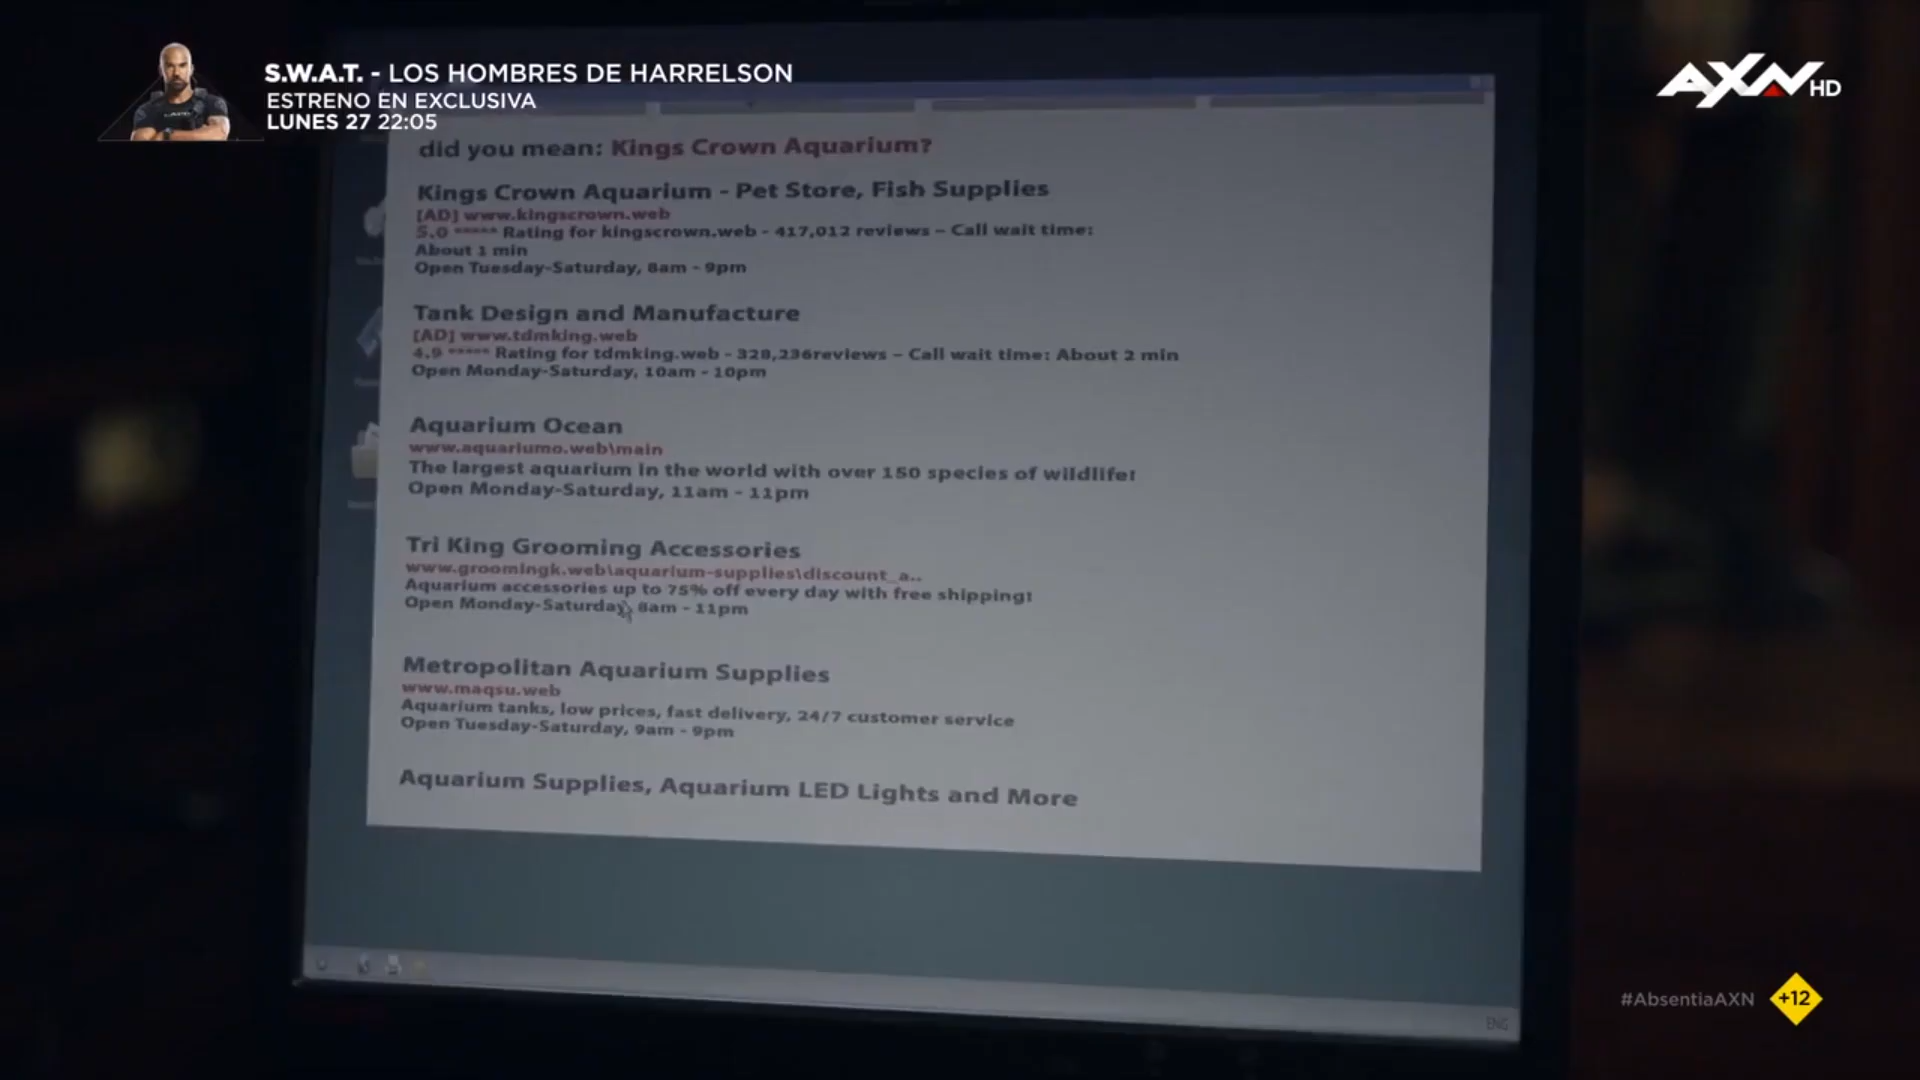 S.W.A.T. - LOS HOMBRES DE HARRELSON
ESTRENO EN EXCLUSIVA
LUNES 27 22:05
AXN HD
did you mean: Kings Crown Aquarium?
Kings Crown Aquarium - Pet Store, Fish Supplies
[AD] www.kingscrown.web
5.0 ***** Rating for kingscrown.web - 417,012 reviews – Call wait time:
About 1 min
Open Tuesday-Saturday, 8am - 9pm
Tank Design and Manufacture
[AD] www.tdmking.web
4.9 ***** Rating for tdmking.web - 328,236reviews – Call wait time: About 2 min
Open Monday-Saturday, 10am - 10pm
Aquarium Ocean
www.aquariumo.web\main
The largest aquarium in the world with over 150 species of wildlife!
Open Monday-Saturday, 11am - 11pm
Tri King Grooming Accessories
www.groomingk.web\aquarium-supplies\discount_a..
Aquarium accessories up to 75% off every day with free shipping!
Open Monday-Saturday, 8am - 11pm
Metropolitan Aquarium Supplies
www.maqsu.web
Aquarium tanks, low prices, fast delivery, 24/7 customer service
Open Tuesday-Saturday, 9am - 9pm
Aquarium Supplies, Aquarium LED Lights and More
ENG
#AbsentiaAXN +12